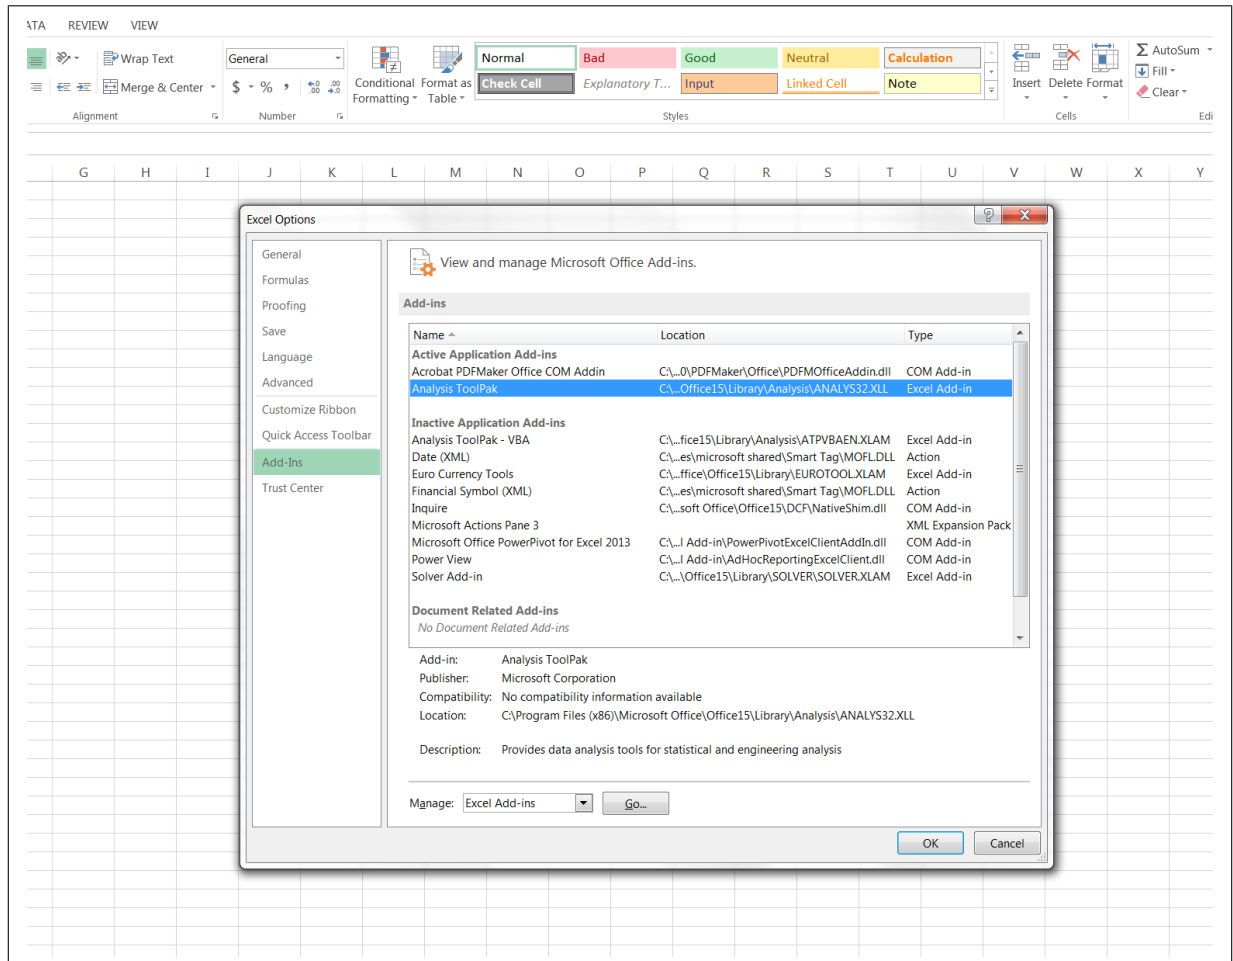 ATA REVIEW VIEW
Wrap Text General Normal Bad Good Neutral Calculation AutoSum
Conditional Format as Insert Delete Format Fill
Merge & Center $ % , .00 .0 Formatting Table Check Cell Explanatory T... Input Linked Cell Note Clear
Alignment Number Styles Cells Edi
G H I J K L M N O P Q R S T U V W X Y
Excel Options
General
Formulas
Proofing
Save
Language
Advanced
Customize Ribbon
Quick Access Toolbar
Add-Ins
Trust Center
View and manage Microsoft Office Add-ins.
Add-ins
Name Location Type
Active Application Add-ins
Acrobat PDFMaker Office COM Addin C:\...0\PDFMaker\Office\PDFMOfficeAddin.dll COM Add-in
Analysis ToolPak C:\...Office15\Library\Analysis\ANALYS32.XLL Excel Add-in
Inactive Application Add-ins
Analysis ToolPak - VBA C:\...fice15\Library\Analysis\ATPVBAEN.XLAM Excel Add-in
Date (XML) C:\...es\microsoft shared\Smart Tag\MOFL.DLL Action
Euro Currency Tools C:\...ffice\Office15\Library\EUROTOOL.XLAM Excel Add-in
Financial Symbol (XML) C:\...es\microsoft shared\Smart Tag\MOFL.DLL Action
Inquire C:\...soft Office\Office15\DCF\NativeShim.dll COM Add-in
Microsoft Actions Pane 3 XML Expansion Pack
Microsoft Office PowerPivot for Excel 2013 C:\...l Add-in\PowerPivotExcelClientAddIn.dll COM Add-in
Power View C:\...l Add-in\AdHocReportingExcelClient.dll COM Add-in
Solver Add-in C:\...\Office15\Library\SOLVER\SOLVER.XLAM Excel Add-in
Document Related Add-ins
No Document Related Add-ins
Add-in: Analysis ToolPak
Publisher: Microsoft Corporation
Compatibility: No compatibility information available
Location: C:\Program Files (x86)\Microsoft Office\Office15\Library\Analysis\ANALYS32.XLL
Description: Provides data analysis tools for statistical and engineering analysis
Manage: Excel Add-ins Go...
OK Cancel